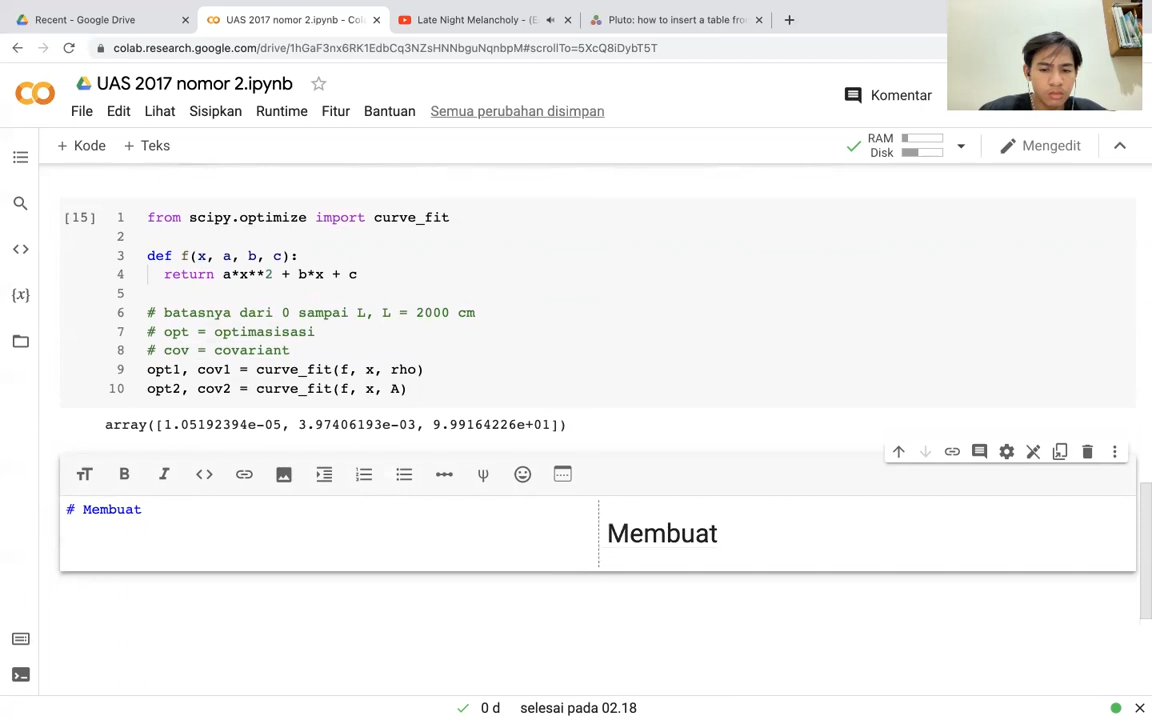 Recent - Google Drive
UAS 2017 nomor 2.ipynb - Col
Late Night Melancholy - (E
Pluto: how to insert a table fro
colab.research.google.com/drive/1hGaF3nx6RK1EdbCq3NZsHNNbguNqnbpM#scrollTo=5XcQ8iDybT5T
UAS 2017 nomor 2.ipynb
File Edit Lihat Sisipkan Runtime Fitur Bantuan Semua perubahan disimpan
Komentar
+ Kode + Teks
RAM
Disk
Mengedit
[15] 1 from scipy.optimize import curve_fit
2
3 def f(x, a, b, c):
4 return a*x**2 + b*x + c
5
6 # batasnya dari 0 sampai L, L = 2000 cm
7 # opt = optimasisasi
8 # cov = covariant
9 opt1, cov1 = curve_fit(f, x, rho)
10 opt2, cov2 = curve_fit(f, x, A)
array([1.05192394e-05, 3.97406193e-03, 9.99164226e+01])
# Membuat
Membuat
0 d selesai pada 02.18